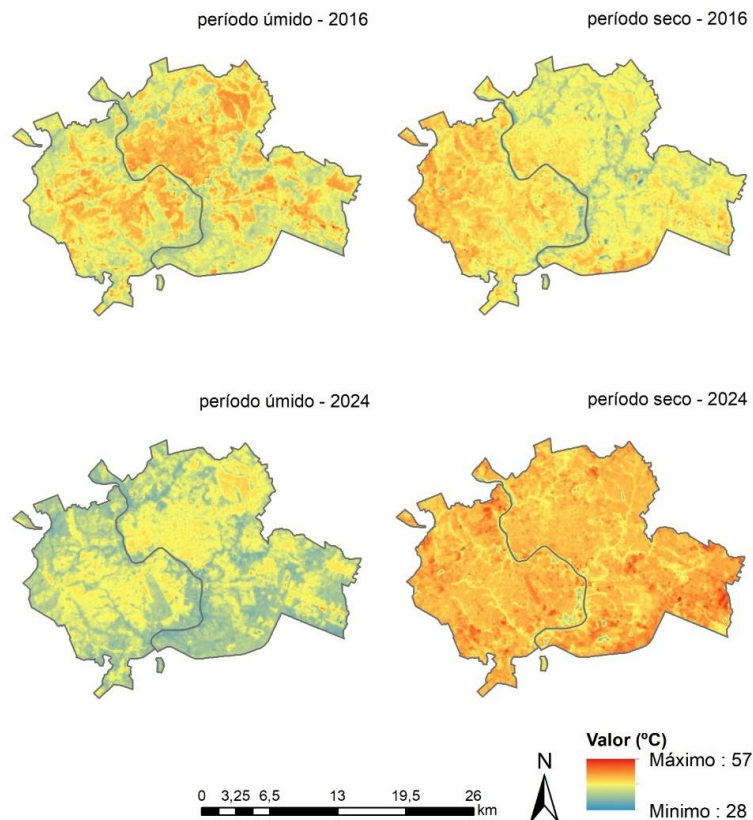 período úmido - 2016
período seco - 2016
período úmido - 2024
período seco - 2024
N
Valor (ºC)
Máximo : 57
Minimo : 28
0 3,25 6,5 13 19,5 26
km